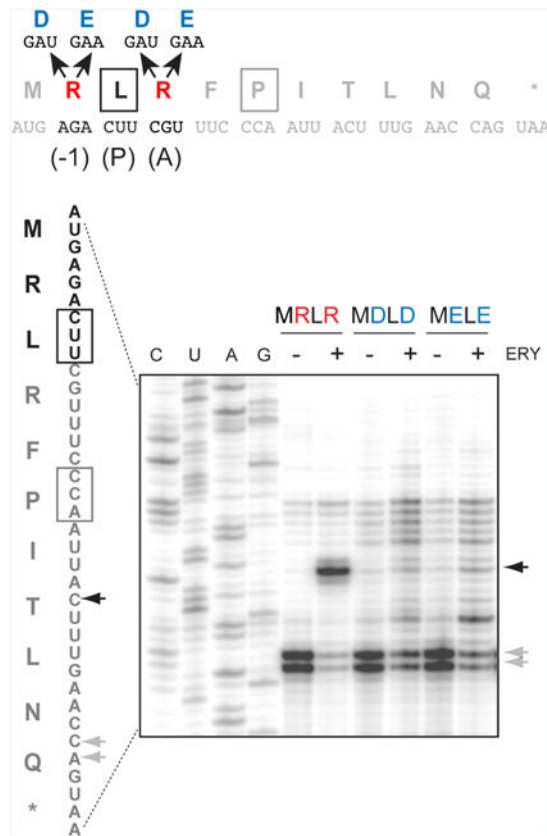 D E D E
GAU GAA GAU GAA
M R L R F P I T L N Q *
AUG AGA CUU CGU UUC CCA AUU ACU UUG AAC CAG UAA
(-1) (P) (A)
M
R
L
R
F
P
I
T
L
N
Q
*
A
U
G
A
G
A
C
U
U
C
G
U
U
U
C
C
C
A
A
U
U
A
C
U
U
U
G
A
A
C
C
A
G
U
A
A
MRLR MDLD MELE
C U A G - + - + - + ERY